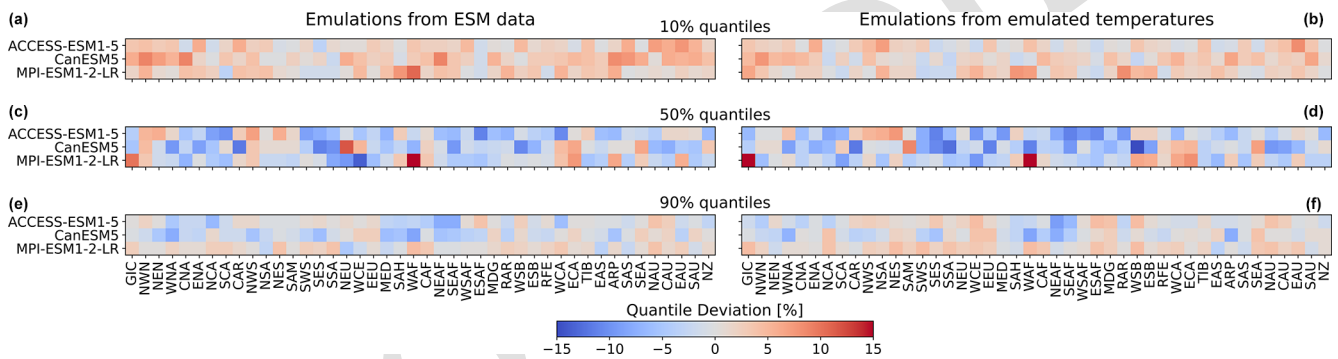 (a) Emulations from ESM data Emulations from emulated temperatures (b)
10% quantiles
ACCESS-ESM1-5
CanESM5
MPI-ESM1-2-LR
(c) 50% quantiles (d)
ACCESS-ESM1-5
CanESM5
MPI-ESM1-2-LR
(e) 90% quantiles (f)
ACCESS-ESM1-5
CanESM5
MPI-ESM1-2-LR
GIC NWN NEN WNA CNA ENA NCA SCA CAR NWS NSA NES SAM SWS SES SSA NEU WCE EEU MED SAH WAF CAF NEAF SEAF WSAF ESAF MDG RAR WSB ESB RFE WCA ECA TIB EAS ARP SAS SEA NAU CAU EAU SAU NZ
GIC NWN NEN WNA CNA ENA NCA SCA CAR NWS NSA NES SAM SWS SES SSA NEU WCE EEU MED SAH WAF CAF NEAF SEAF WSAF ESAF MDG RAR WSB ESB RFE WCA ECA TIB EAS ARP SAS SEA NAU CAU EAU SAU NZ
Quantile Deviation [%]
−15 −10 −5 0 5 10 15